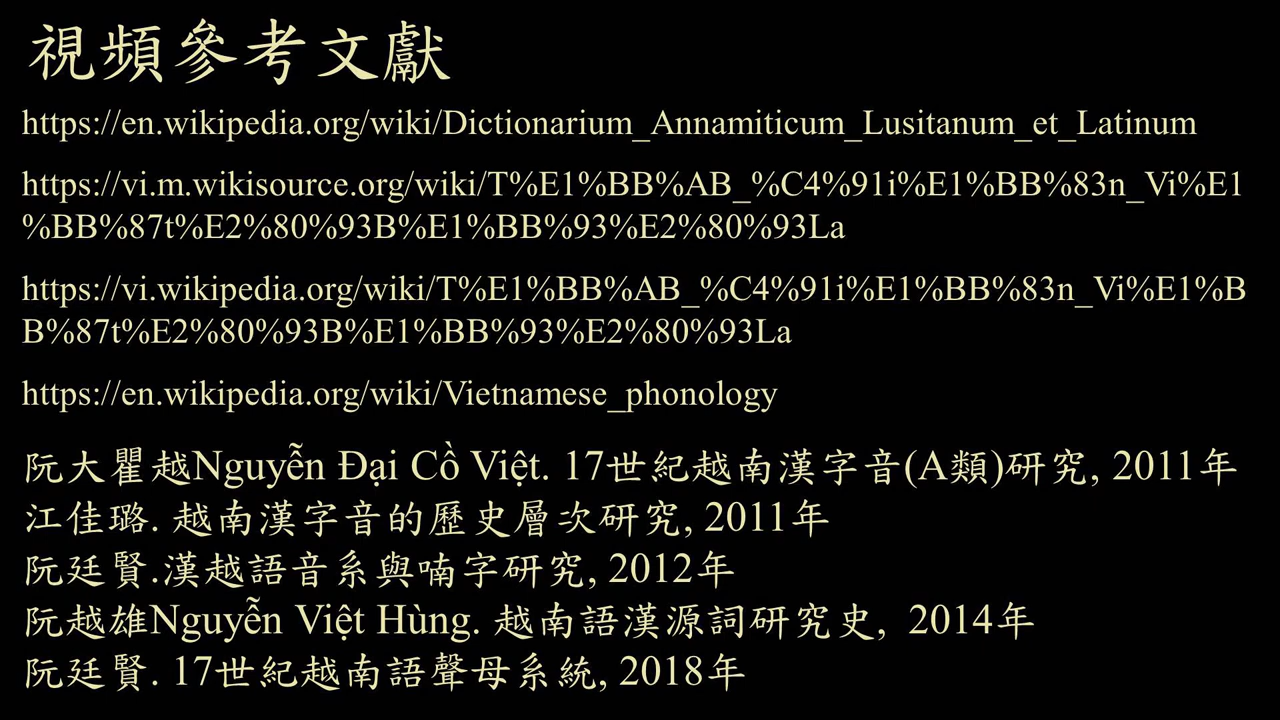 視頻參考文獻
https://en.wikipedia.org/wiki/Dictionarium_Annamiticum_Lusitanum_et_Latinum
https://vi.m.wikisource.org/wiki/T%E1%BB%AB_%C4%91i%E1%BB%83n_Vi%E1
%BB%87t%E2%80%93B%E1%BB%93%E2%80%93La
https://vi.wikipedia.org/wiki/T%E1%BB%AB_%C4%91i%E1%BB%83n_Vi%E1%B
B%87t%E2%80%93B%E1%BB%93%E2%80%93La
https://en.wikipedia.org/wiki/Vietnamese_phonology
阮大瞿越Nguyễn Đại Cồ Việt. 17世紀越南漢字音(A類)研究, 2011年
江佳璐. 越南漢字音的歷史層次研究, 2011年
阮廷賢.漢越語音系與喃字研究, 2012年
阮越雄Nguyễn Việt Hùng. 越南語漢源詞研究史, 2014年
阮廷賢. 17世紀越南語聲母系統, 2018年